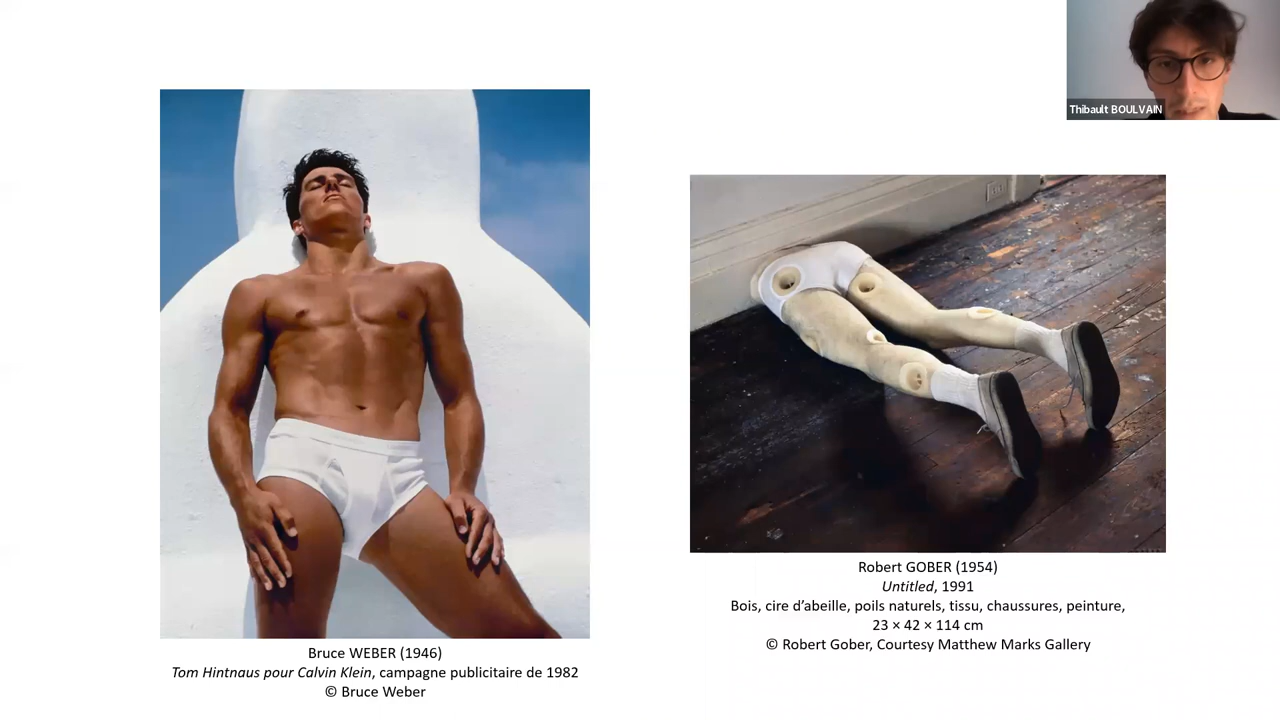 Thibault BOULVAIN
Bruce WEBER (1946)
Tom Hintnaus pour Calvin Klein, campagne publicitaire de 1982
© Bruce Weber
Robert GOBER (1954)
Untitled, 1991
Bois, cire d’abeille, poils naturels, tissu, chaussures, peinture,
23 × 42 × 114 cm
© Robert Gober, Courtesy Matthew Marks Gallery